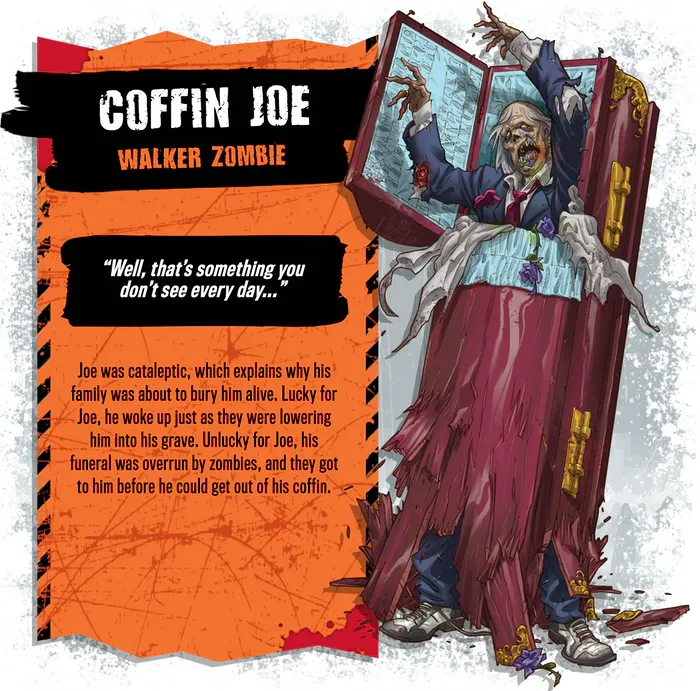 COFFIN JOE
WALKER ZOMBIE
“Well, that’s something you
don’t see every day...”
Joe was cataleptic, which explains why his
family was about to bury him alive. Lucky for
Joe, he woke up just as they were lowering
him into his grave. Unlucky for Joe, his
funeral was overrun by zombies, and they got
to him before he could get out of his coffin.